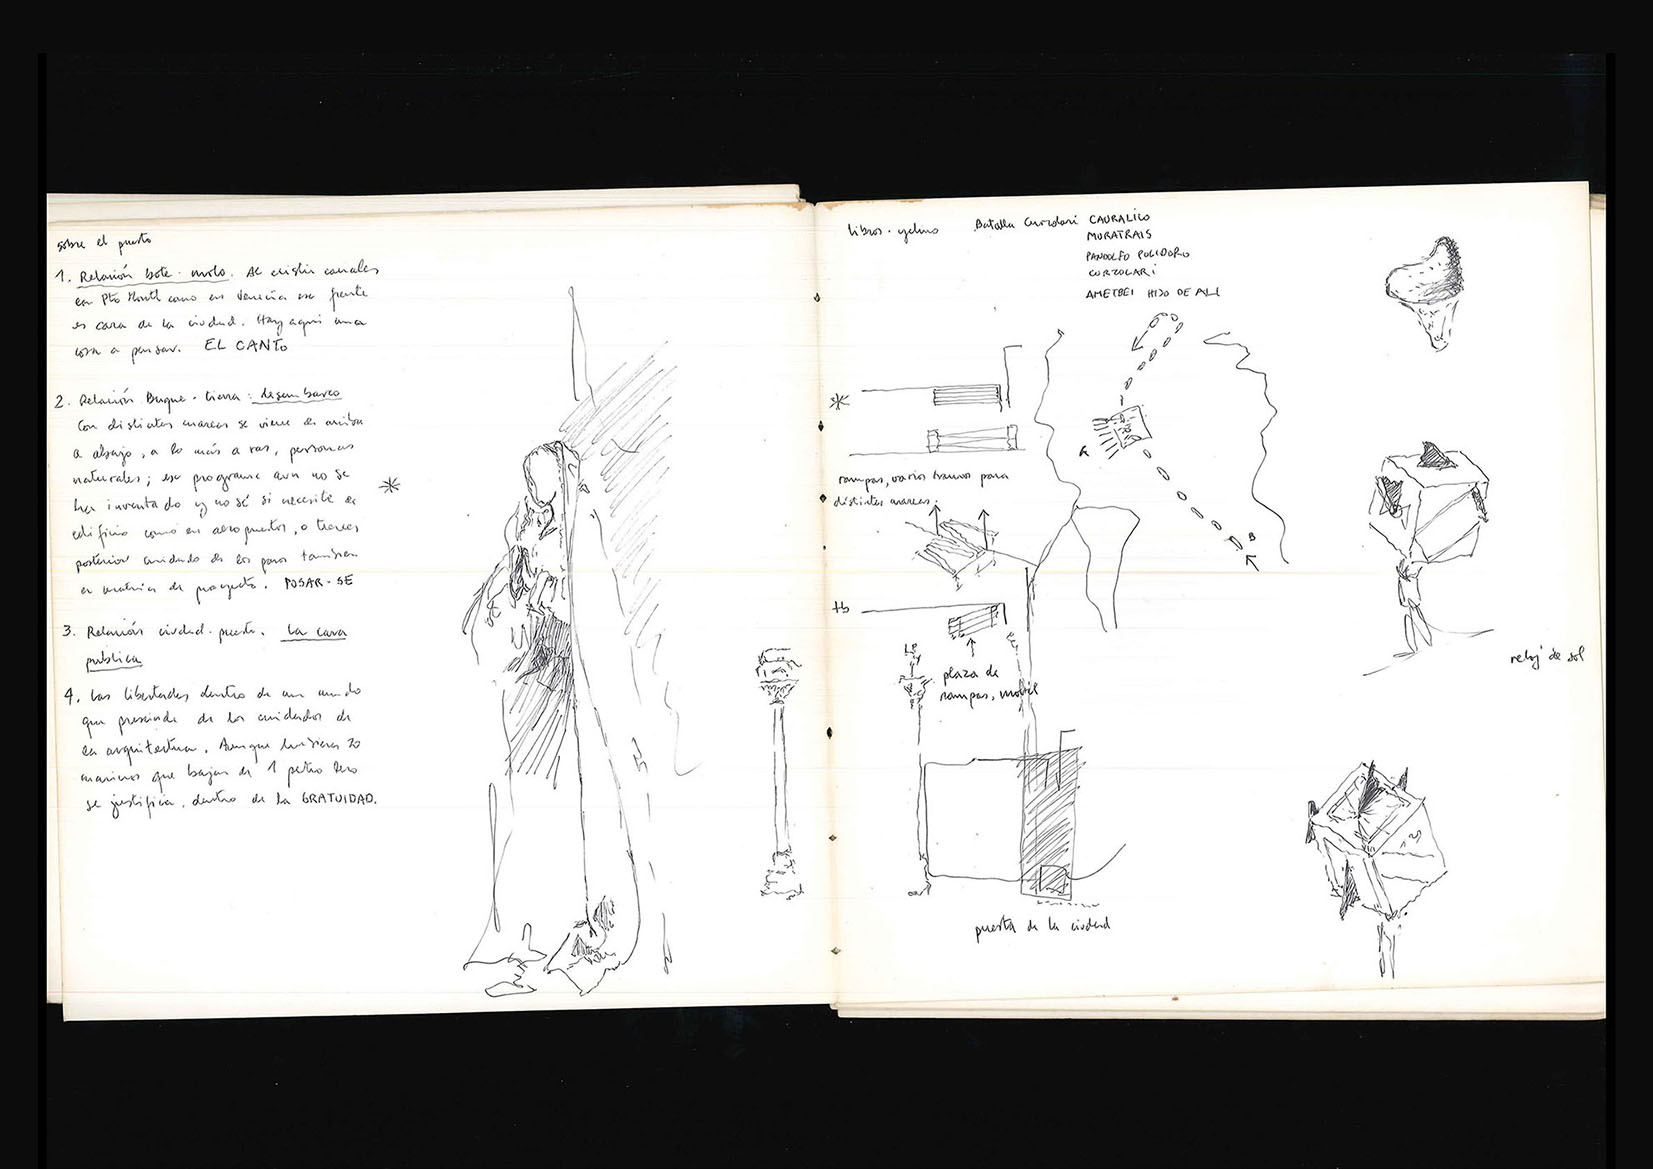 sobre el puerto
1. Relación bote-molo. Al existir canales
en Pto Montt como en Venecia ese frente
es cara de la ciudad. Hay aquí una
cosa a pensar. EL CANTO
2. Relación Buque-tierra: desembarco
Con distintas mareas se viene de arriba
a abajo, a lo más a ras, personas
naturales; ese programa aun no se
ha inventado y no sé si necesite de
edificio como en aeropuertos, o tareas
posterior cuidado de los pasos también
es materia de proyecto. POSAR-SE
3. Relación ciudad-puerto. La cara
pública
4. Las libertades dentro de un mundo
que prescinde de los cuidados de
la arquitectura. Aunque hubieran 20
marinos que bajan de 1 petrolero
se justifica, dentro de la GRATUIDAD.
libros-yelmo
Batalla Curzolari CAURALILO
MURATRAIS
PANDOLFO POLIDORO
CURZOLARI
AMETBEI HIJO DE ALI
A
B
rampas, varios tramos para
distintas mareas.
+b
plaza de
rampas, móvil
puerta de la ciudad
reloj de sol